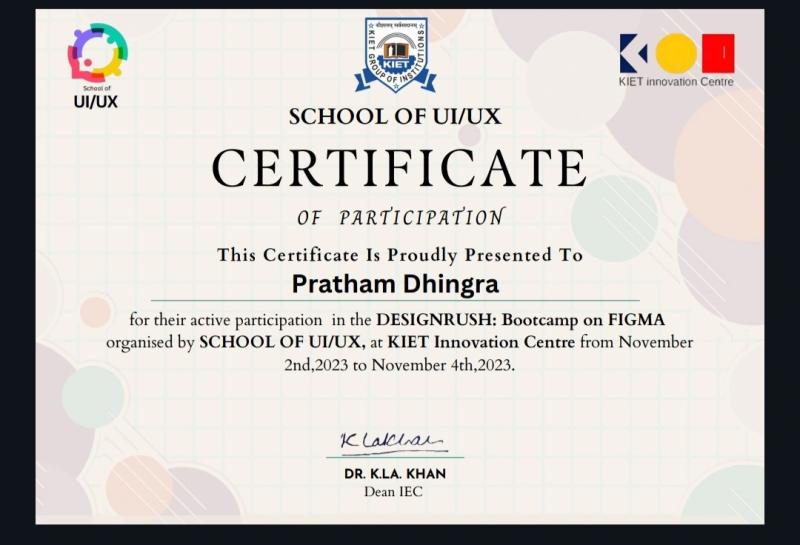 School of
UI/UX
KIET GROUP OF INSTITUTIONS
KIET
KIET innovation Centre
SCHOOL OF UI/UX
CERTIFICATE
OF PARTICIPATION
This Certificate Is Proudly Presented To
Pratham Dhingra
for their active participation in the DESIGNRUSH: Bootcamp on FIGMA
organised by SCHOOL OF UI/UX, at KIET Innovation Centre from November
2nd,2023 to November 4th,2023.
K Lakhan
DR. K.LA. KHAN
Dean IEC